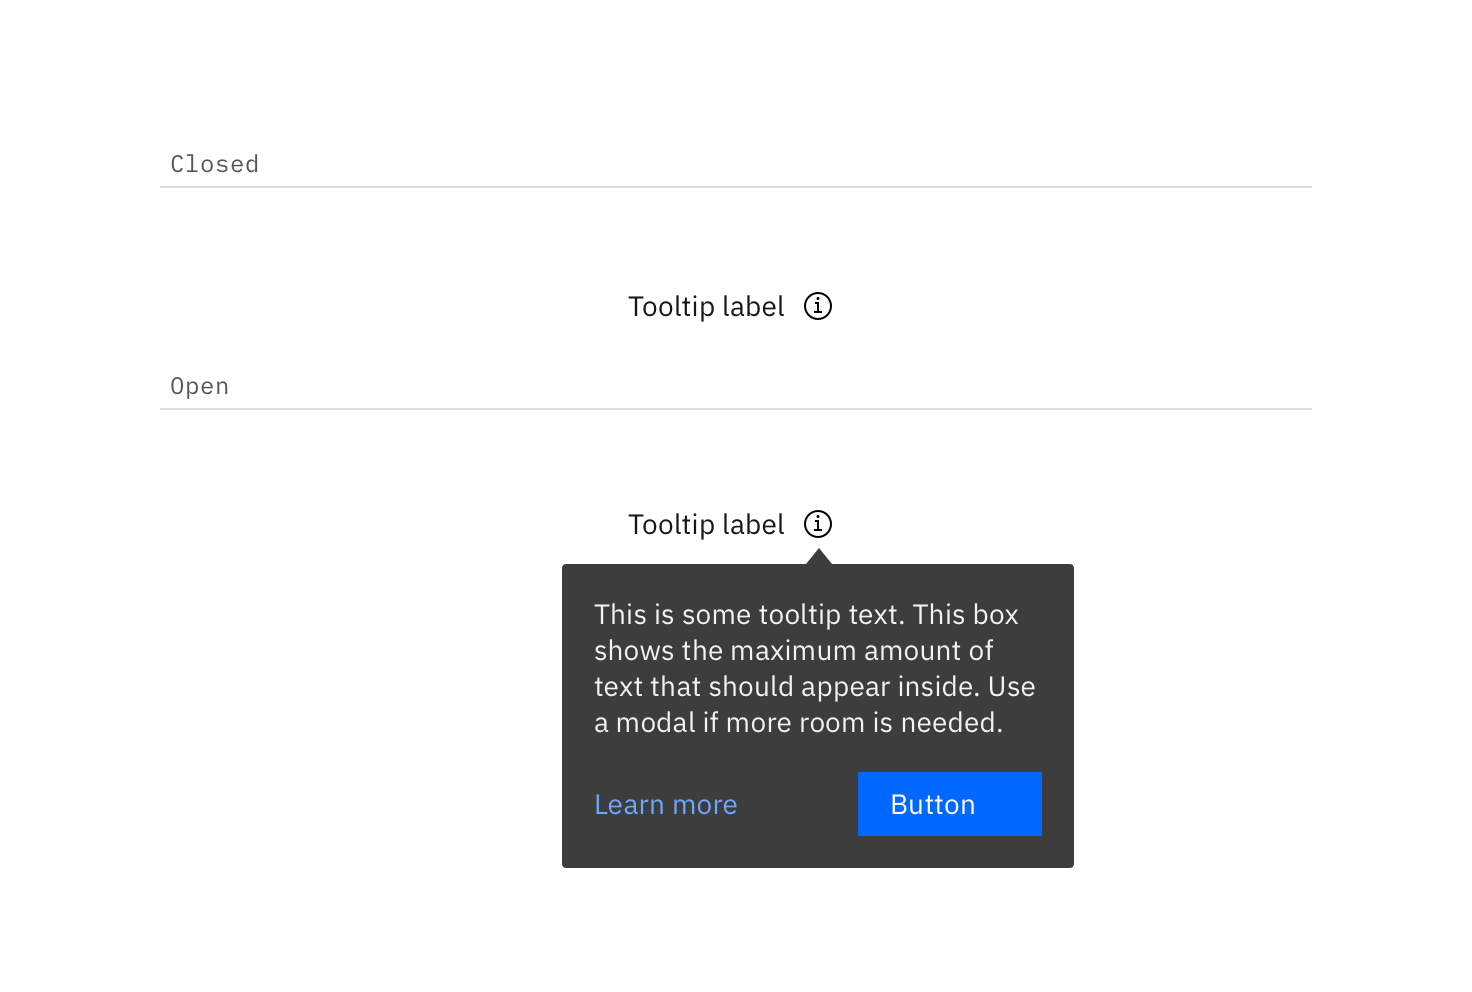 Closed
Tooltip label
Open
Tooltip label
This is some tooltip text. This box
shows the maximum amount of
text that should appear inside. Use
a modal if more room is needed.
Learn more
Button